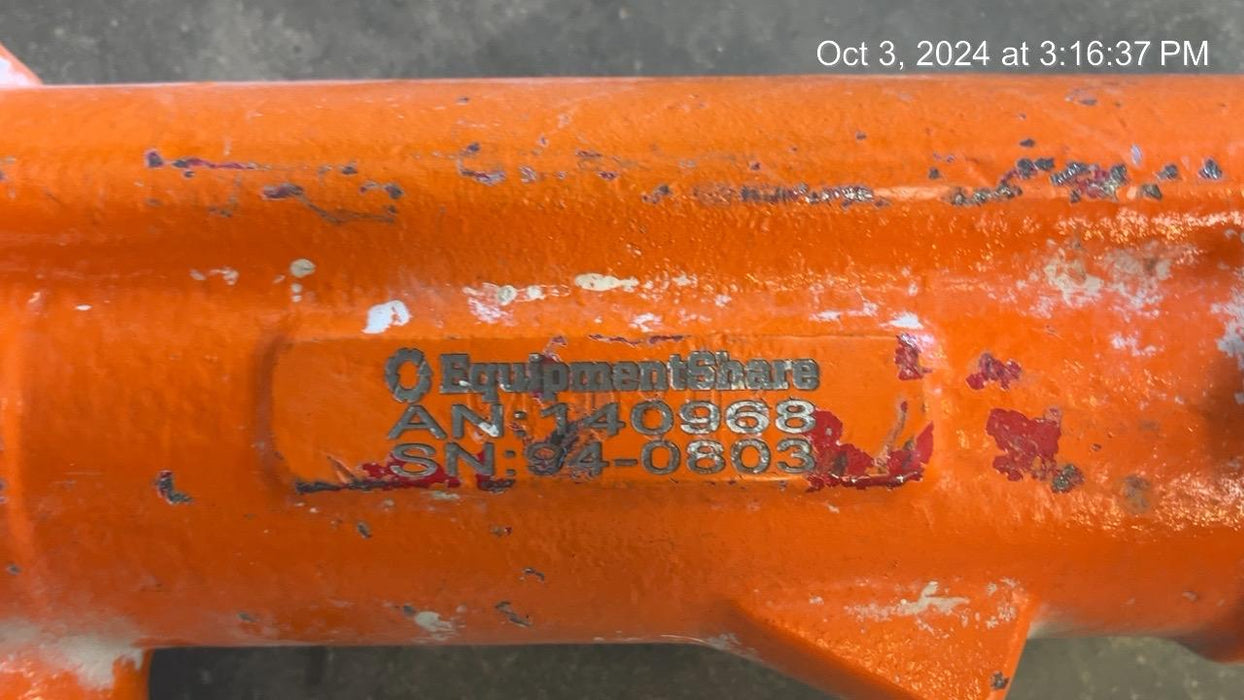 Oct 3, 2024 at 3:16:37 PM
EquipmentShare
AN:140968
SN:94-0803